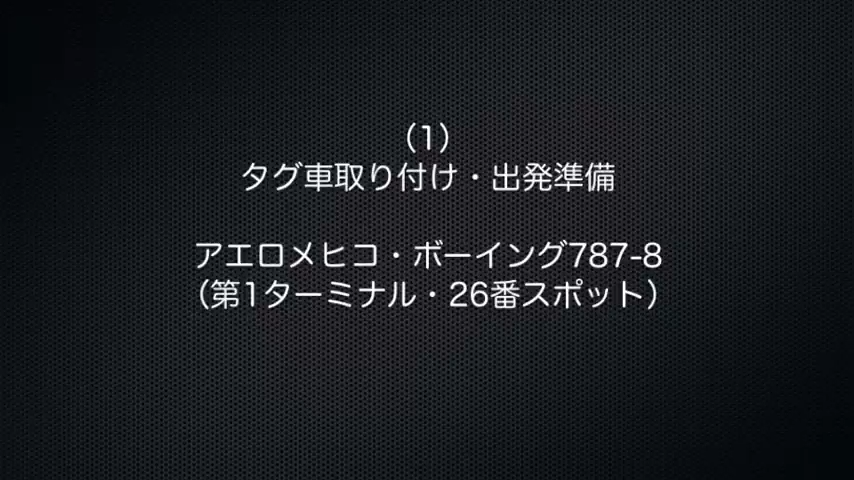 （1）
タグ車取り付け・出発準備
アエロメヒコ・ボーイング787-8
（第1ターミナル・26番スポット）